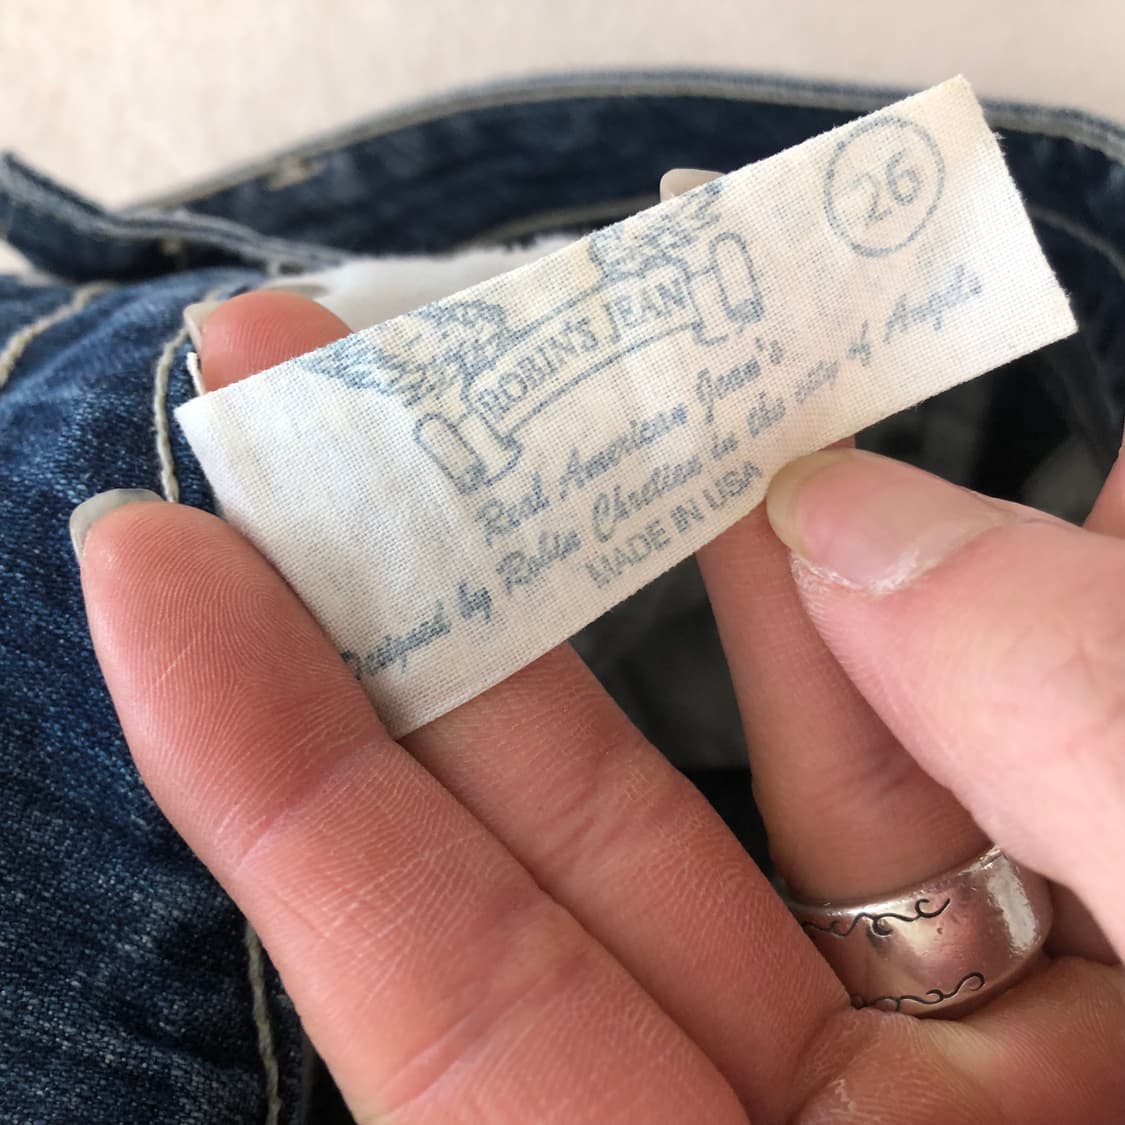 26
ROBIN'S JEAN
Real American Jean's
Designed by Robin Chretien in the city of Angels
MADE IN USA